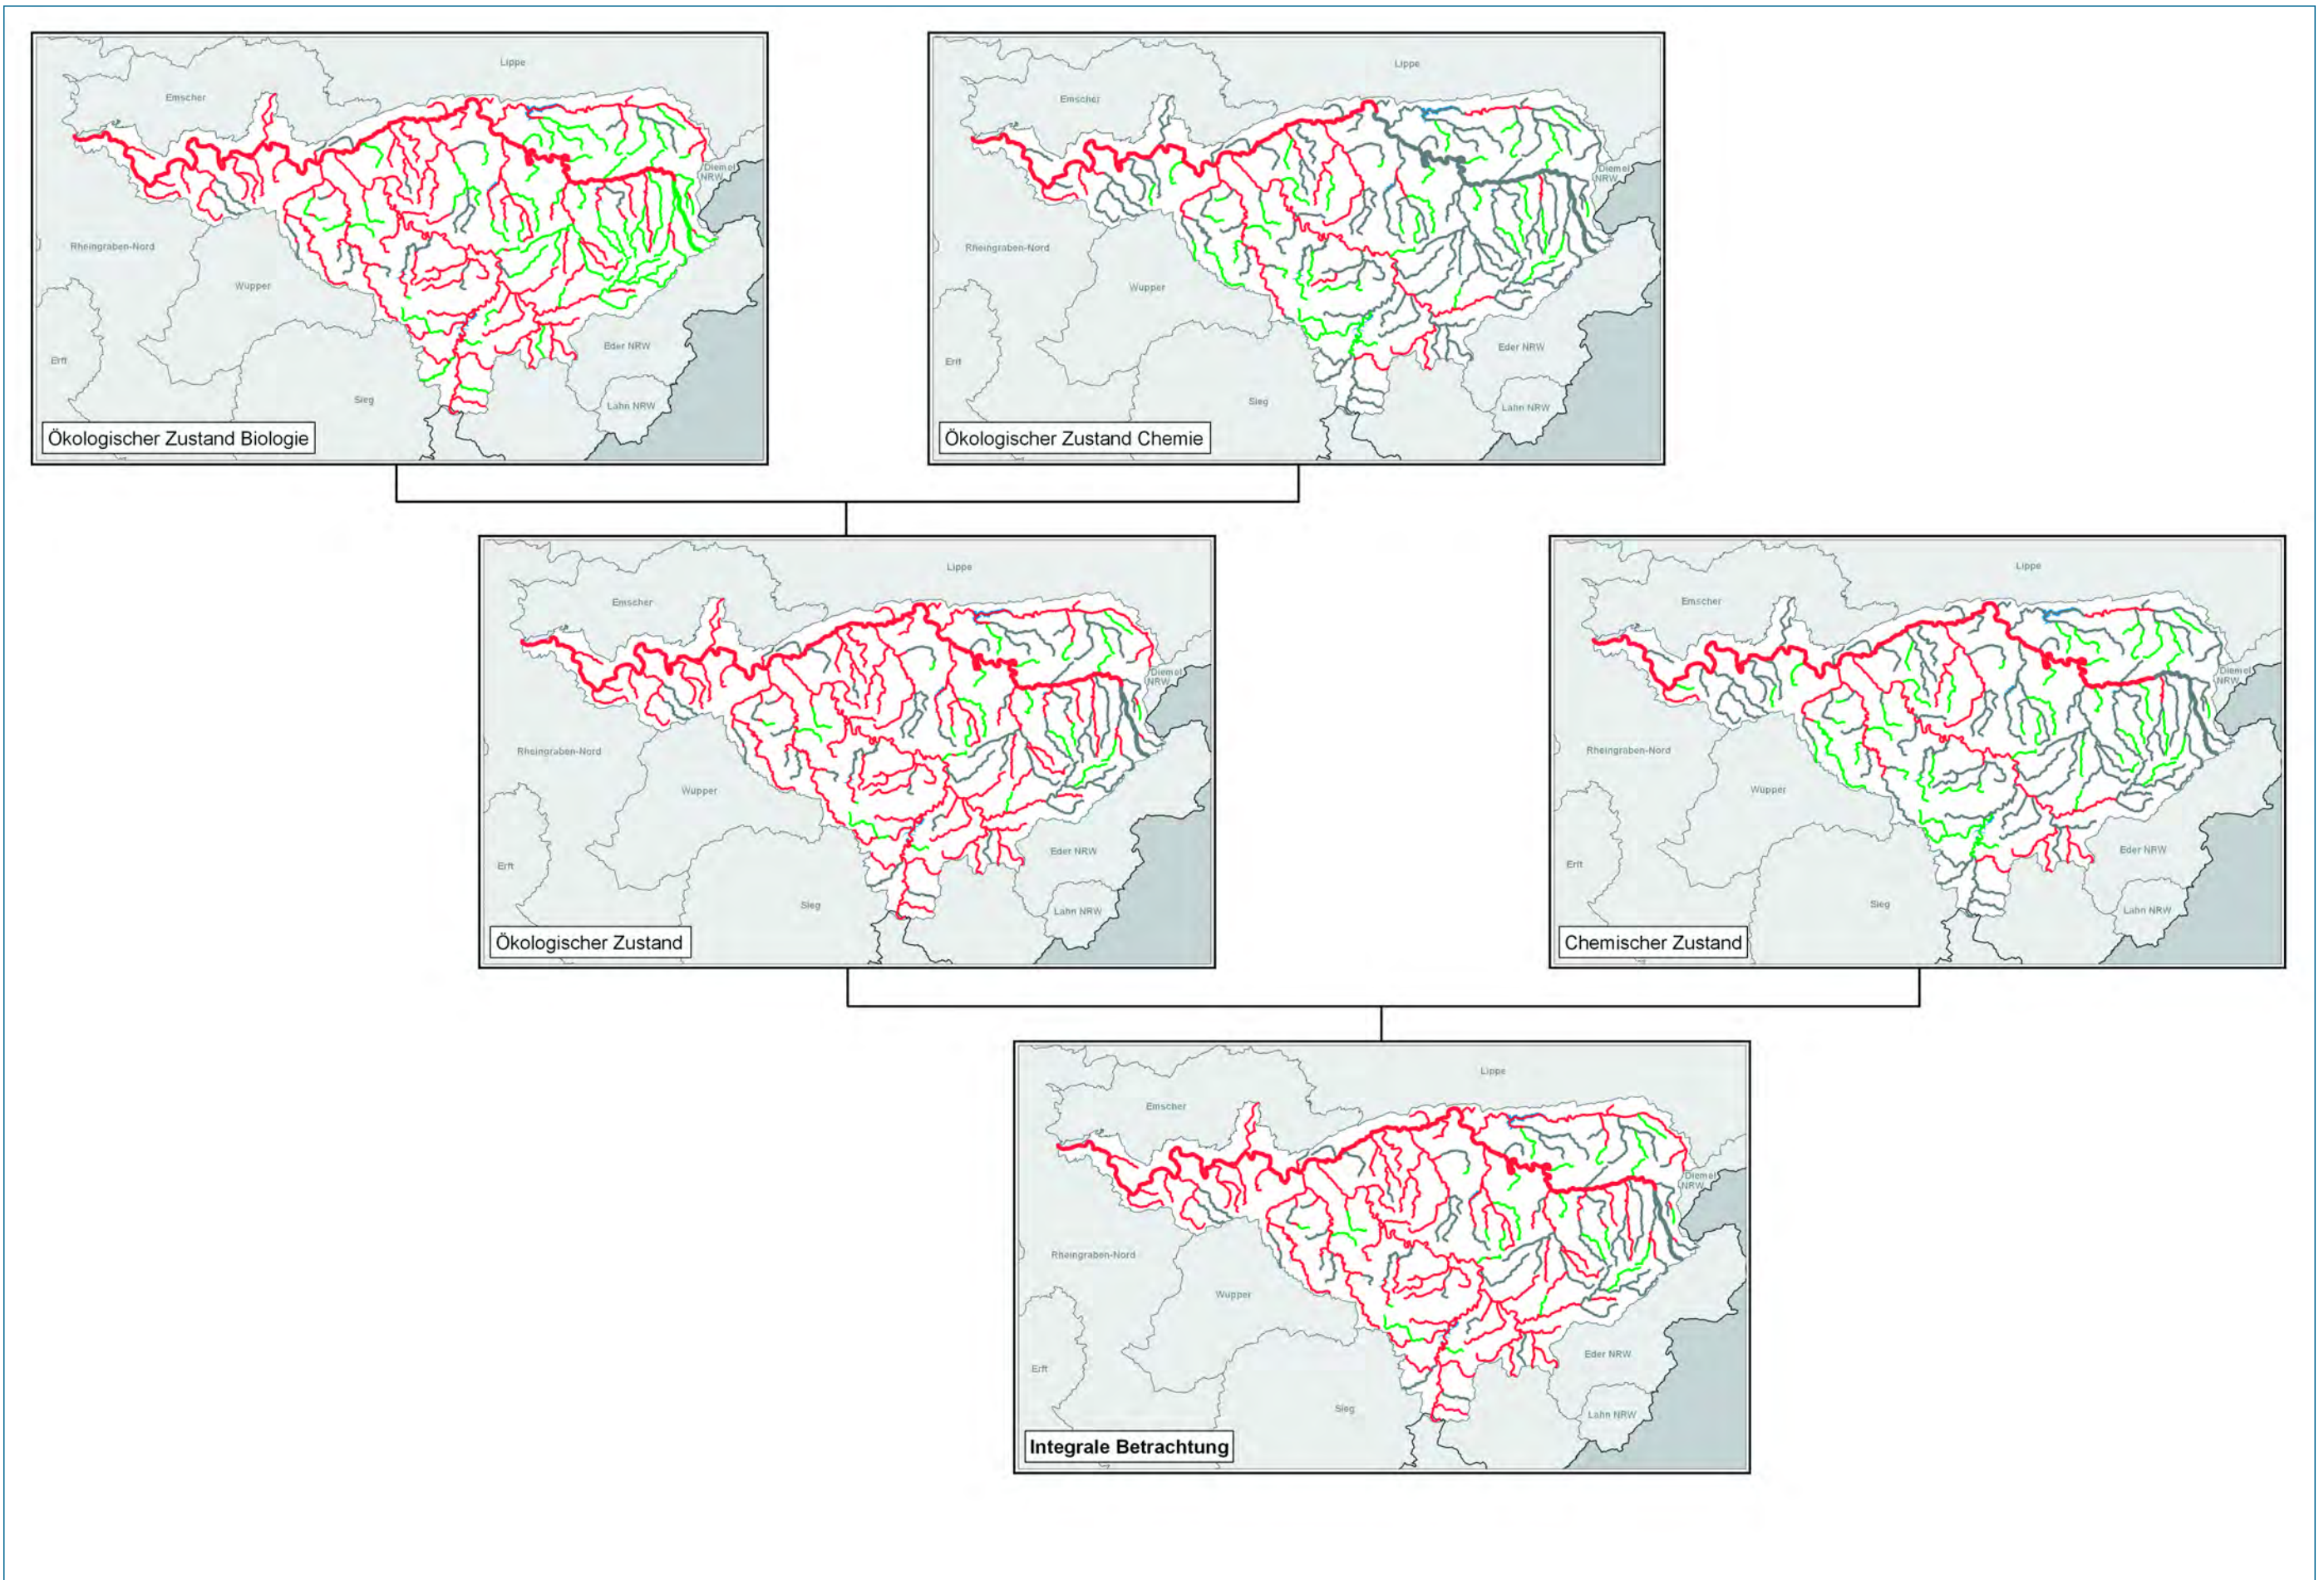 Lippe
Emscher
Diemel
NRW
Rheingraben-Nord
Wupper
Eder NRW
Erft
Sieg
Lahn NRW
Ökologischer Zustand Biologie
Lippe
Emscher
Diemel
NRW
Rheingraben-Nord
Wupper
Eder NRW
Erft
Sieg
Lahn NRW
Ökologischer Zustand Chemie
Lippe
Emscher
Diemel
NRW
Rheingraben-Nord
Wupper
Eder NRW
Erft
Sieg
Lahn NRW
Ökologischer Zustand
Lippe
Emscher
Diemel
NRW
Rheingraben-Nord
Wupper
Eder NRW
Erft
Sieg
Lahn NRW
Chemischer Zustand
Lippe
Emscher
Diemel
NRW
Rheingraben-Nord
Wupper
Eder NRW
Erft
Sieg
Lahn NRW
Integrale Betrachtung